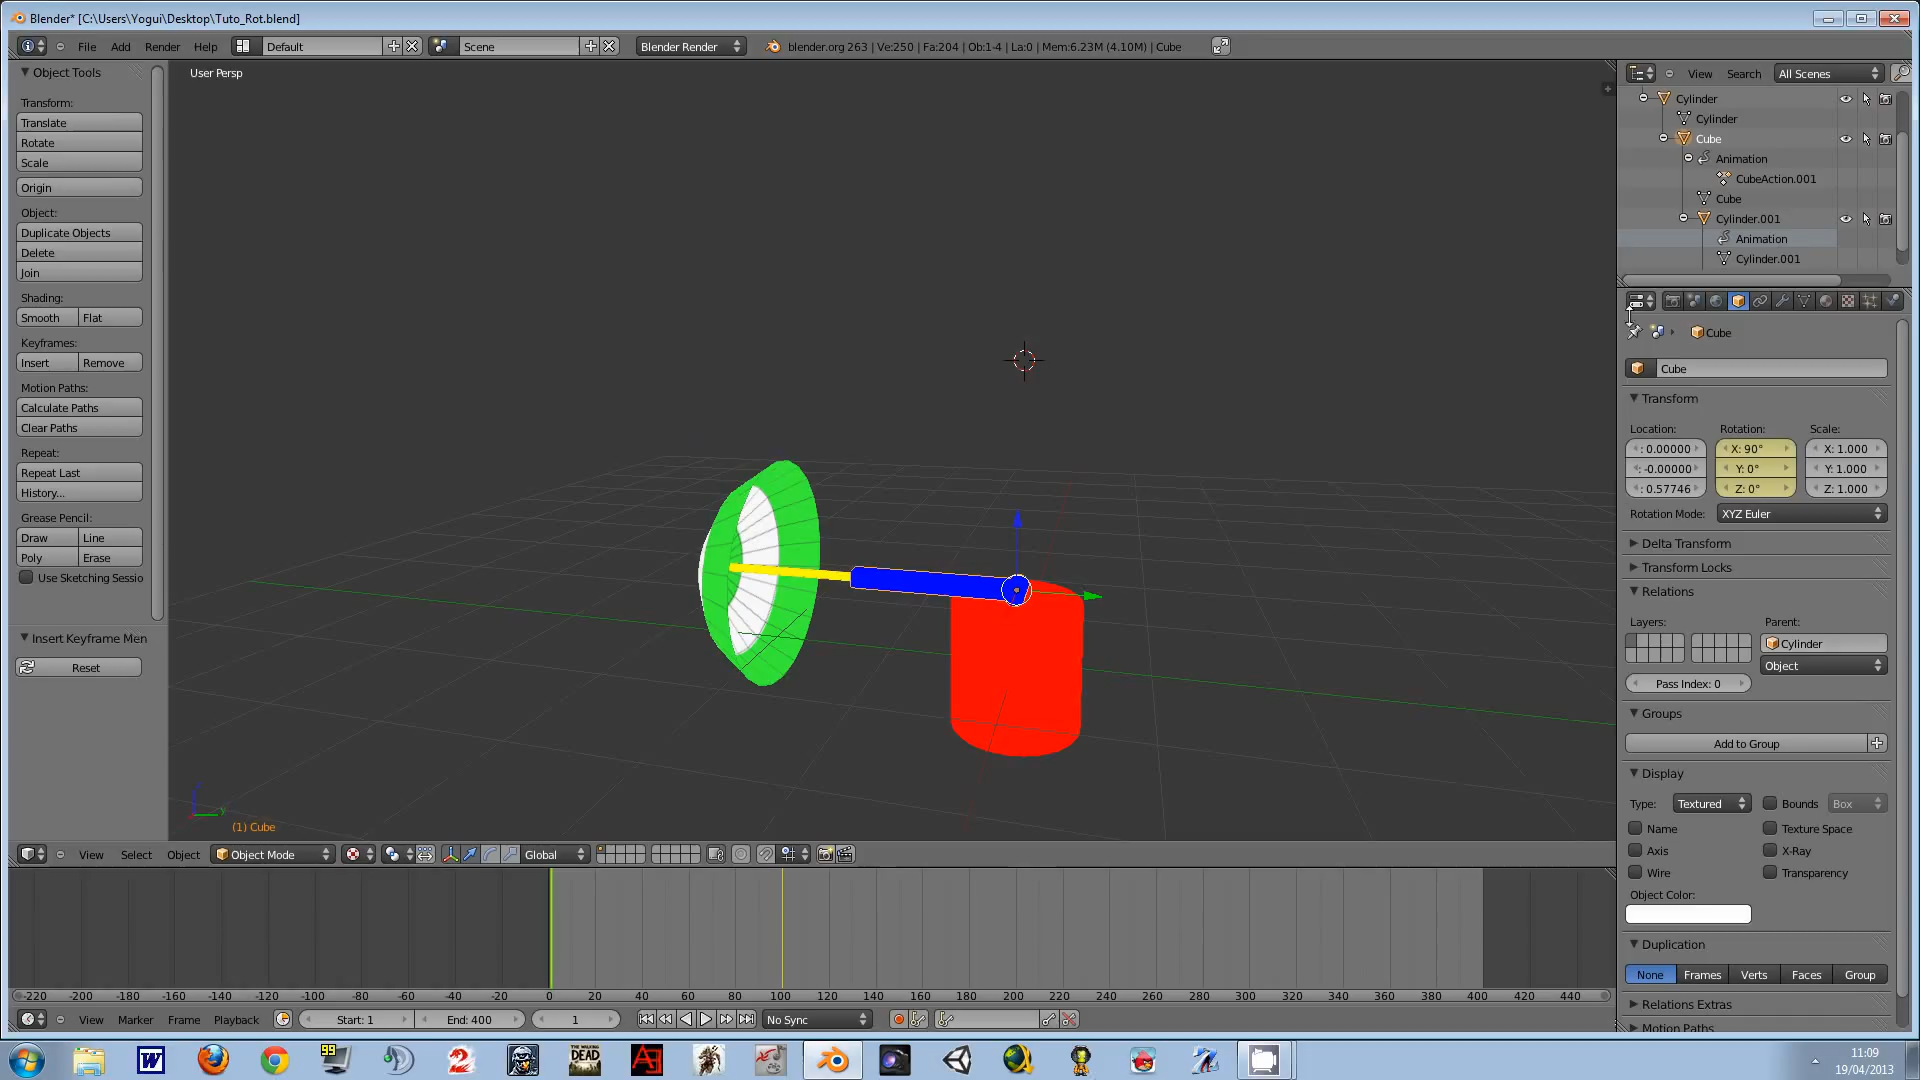 Blender* [C:\Users\Yogui\Desktop\Tuto_Rot.blend]
File Add Render Help Default Scene Blender Render blender.org 263 | Ve:250 | Fa:204 | Ob:1-4 | La:0 | Mem:6.23M (4.10M) | Cube
Object Tools
Transform:
Translate
Rotate
Scale
Origin
Object:
Duplicate Objects
Delete
Join
Shading:
Smooth Flat
Keyframes:
Insert Remove
Motion Paths:
Calculate Paths
Clear Paths
Repeat:
Repeat Last
History...
Grease Pencil:
Draw Line
Poly Erase
Use Sketching Sessio
Insert Keyframe Men
Reset
User Persp
(1) Cube
View Search All Scenes
Cylinder
Cylinder
Cube
Animation
CubeAction.001
Cube
Cylinder.001
Animation
Cylinder.001
Cube
Cube
Transform
Location: Rotation: Scale:
: 0.00000 X: 90° X: 1.000
: -0.00000 Y: 0° Y: 1.000
: 0.57746 Z: 0° Z: 1.000
Rotation Mode: XYZ Euler
Delta Transform
Transform Locks
Relations
Layers: Parent:
Cylinder
Object
Pass Index: 0
Groups
Add to Group
Display
Type: Textured Bounds Box
Name Texture Space
Axis X-Ray
Wire Transparency
Object Color:
Duplication
None Frames Verts Faces Group
Relations Extras
Motion Paths
View Select Object Object Mode Global
-220 -200 -180 -160 -140 -120 -100 -80 -60 -40 -20 0 20 40 60 80 100 120 140 160 180 200 220 240 260 280 300 320 340 360 380 400 420 440
View Marker Frame Playback Start: 1 End: 400 1 No Sync
99
W
2
THE WALKING DEAD
11:09
19/04/2013